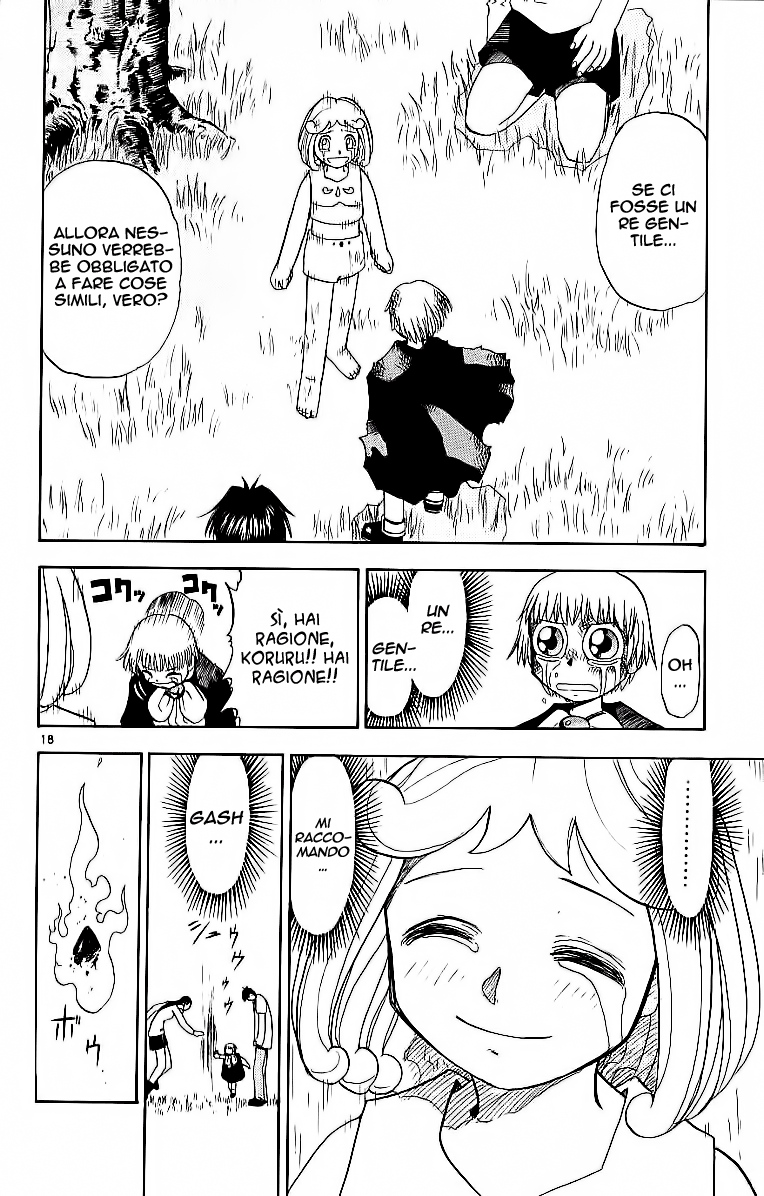 SE CI
FOSSE UN
RE GEN-
TILE...
ALLORA NES-
SUNO VERREB-
BE OBBLIGATO
A FARE COSE
SIMILI, VERO?
OH
...
UN
RE...
GEN-
TILE...
SÌ, HAI
RAGIONE,
KORURU!! HAI
RAGIONE!!
コクッ
コクッ
18
..........
MI
RACCO-
MANDO
...
GASH
...
シュウウウ
ボウ